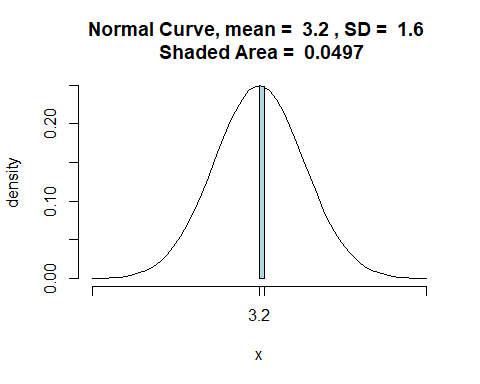 Normal Curve, mean =  3.2 , SD =  1.6
Shaded Area =  0.0497
density
0.20
0.10
0.00
3.2
x